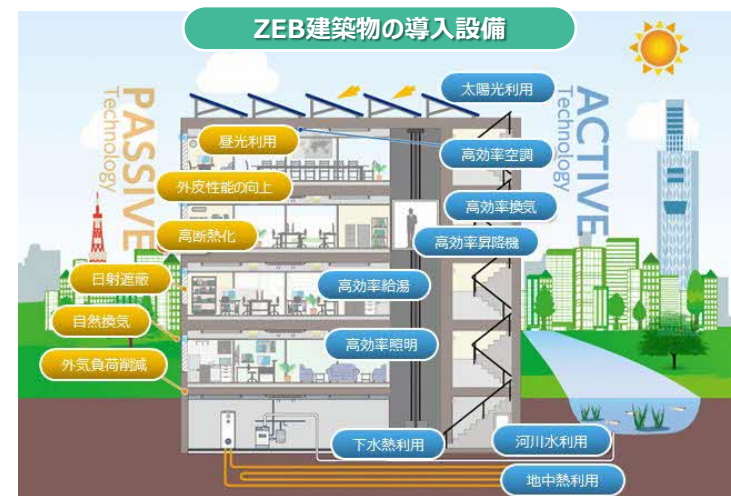 ZEB建築物の導入設備
PASSIVE
Technology
ACTIVE
Technology
太陽光利用
昼光利用
高効率空調
外皮性能の向上
高効率換気
高断熱化
高効率昇降機
日射遮蔽
高効率給湯
自然換気
高効率照明
外気負荷削減
下水熱利用
河川水利用
地中熱利用